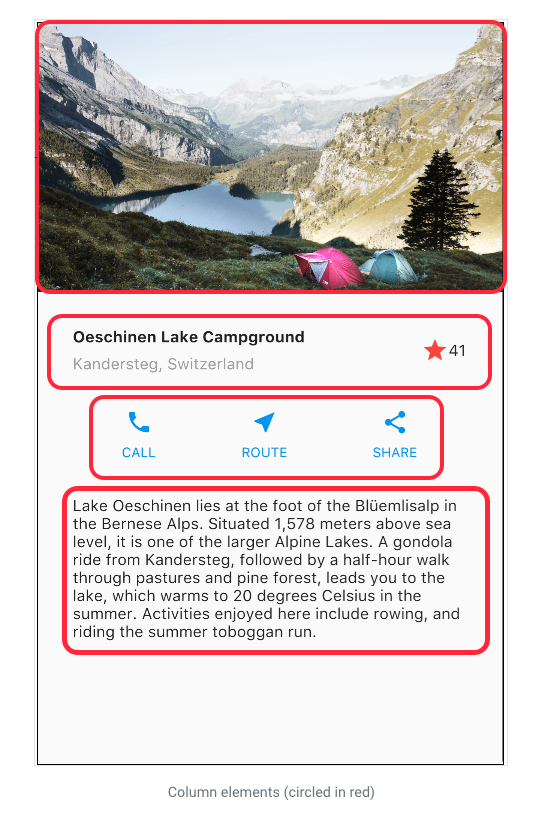 Oeschinen Lake Campground
Kandersteg, Switzerland
41
CALL
ROUTE
SHARE
Lake Oeschinen lies at the foot of the Blüemlisalp in
the Bernese Alps. Situated 1,578 meters above sea
level, it is one of the larger Alpine Lakes. A gondola
ride from Kandersteg, followed by a half-hour walk
through pastures and pine forest, leads you to the
lake, which warms to 20 degrees Celsius in the
summer. Activities enjoyed here include rowing, and
riding the summer toboggan run.
Column elements (circled in red)